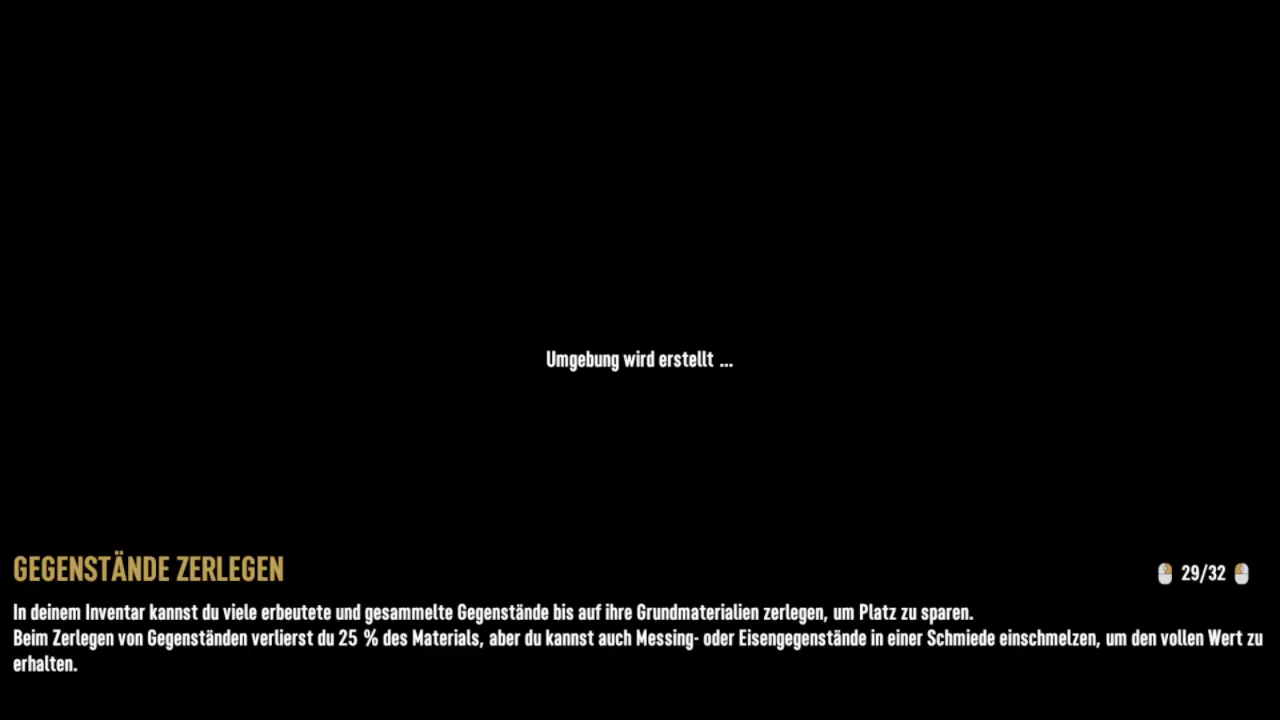 Umgebung wird erstellt ...
GEGENSTÄNDE ZERLEGEN
29/32
In deinem Inventar kannst du viele erbeutete und gesammelte Gegenstände bis auf ihre Grundmaterialien zerlegen, um Platz zu sparen.
Beim Zerlegen von Gegenständen verlierst du 25 % des Materials, aber du kannst auch Messing- oder Eisengegenstände in einer Schmiede einschmelzen, um den vollen Wert zu
erhalten.